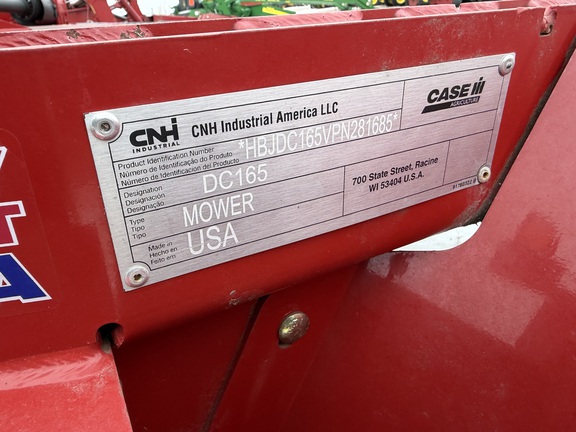 CNH
INDUSTRIAL
CNH Industrial America LLC
CASE IH
AGRICULTURE
Product Identification Number
Número de Identificação do Produto
Número de Identificación de Producto
*HBJDC165VPN281685*
Designation
Designação
Designación
DC165
Type
Tipo
Tipo
MOWER
700 State Street, Racine
WI 53404 U.S.A.
Made in
Hecho en
Feito em
USA